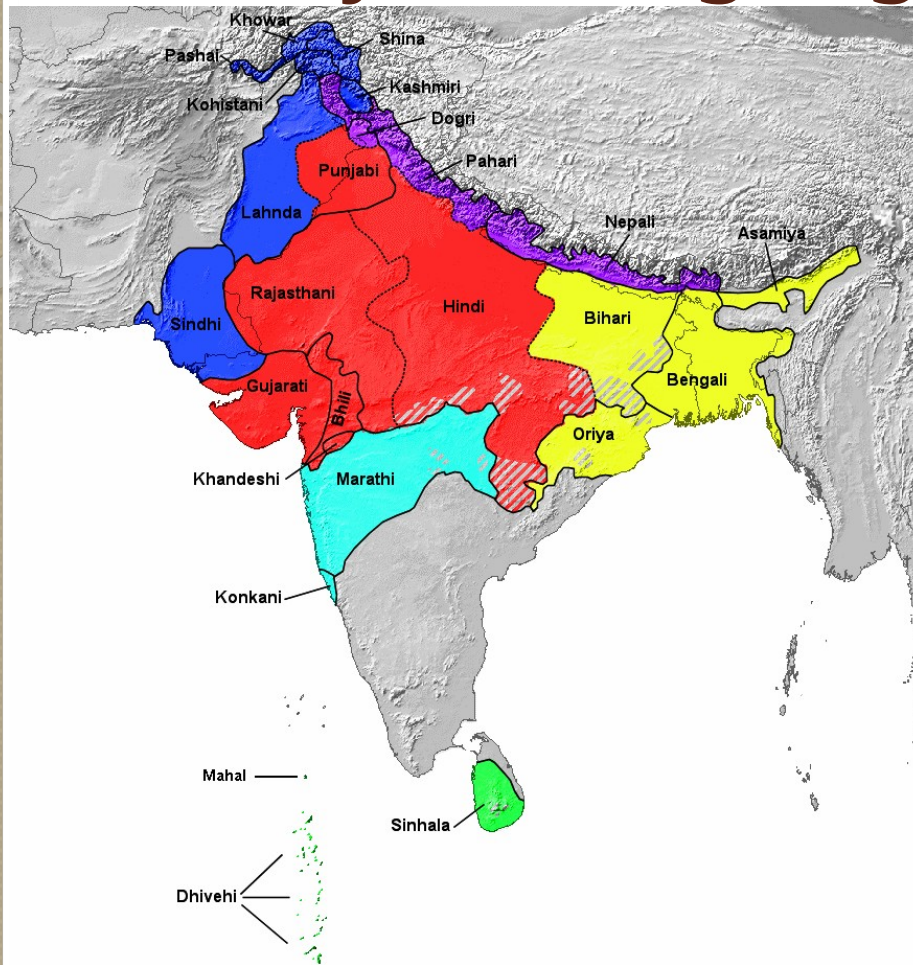 Khowar
Shina
Pashai
Kohistani
Kashmiri
Dogri
Pahari
Punjabi
Lahnda
Nepali
Asamiya
Rajasthani
Hindi
Bihari
Sindhi
Bengali
Gujarati
Bhili
Oriya
Khandeshi
Marathi
Konkani
Mahal
Sinhala
Dhivehi